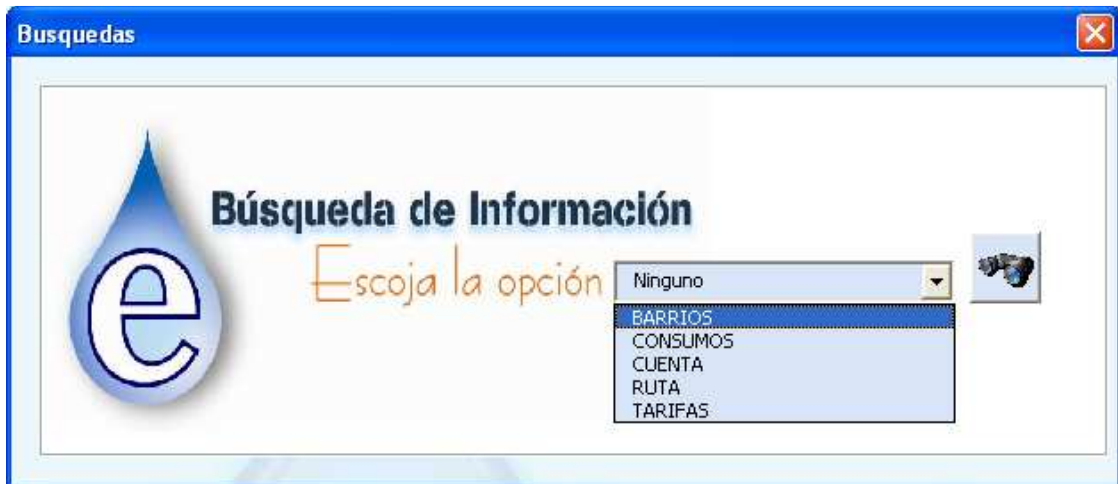 Busquedas
Búsqueda de Información
Escoja la opción
Ninguno
BARRIOS
CONSUMOS
CUENTA
RUTA
TARIFAS
e